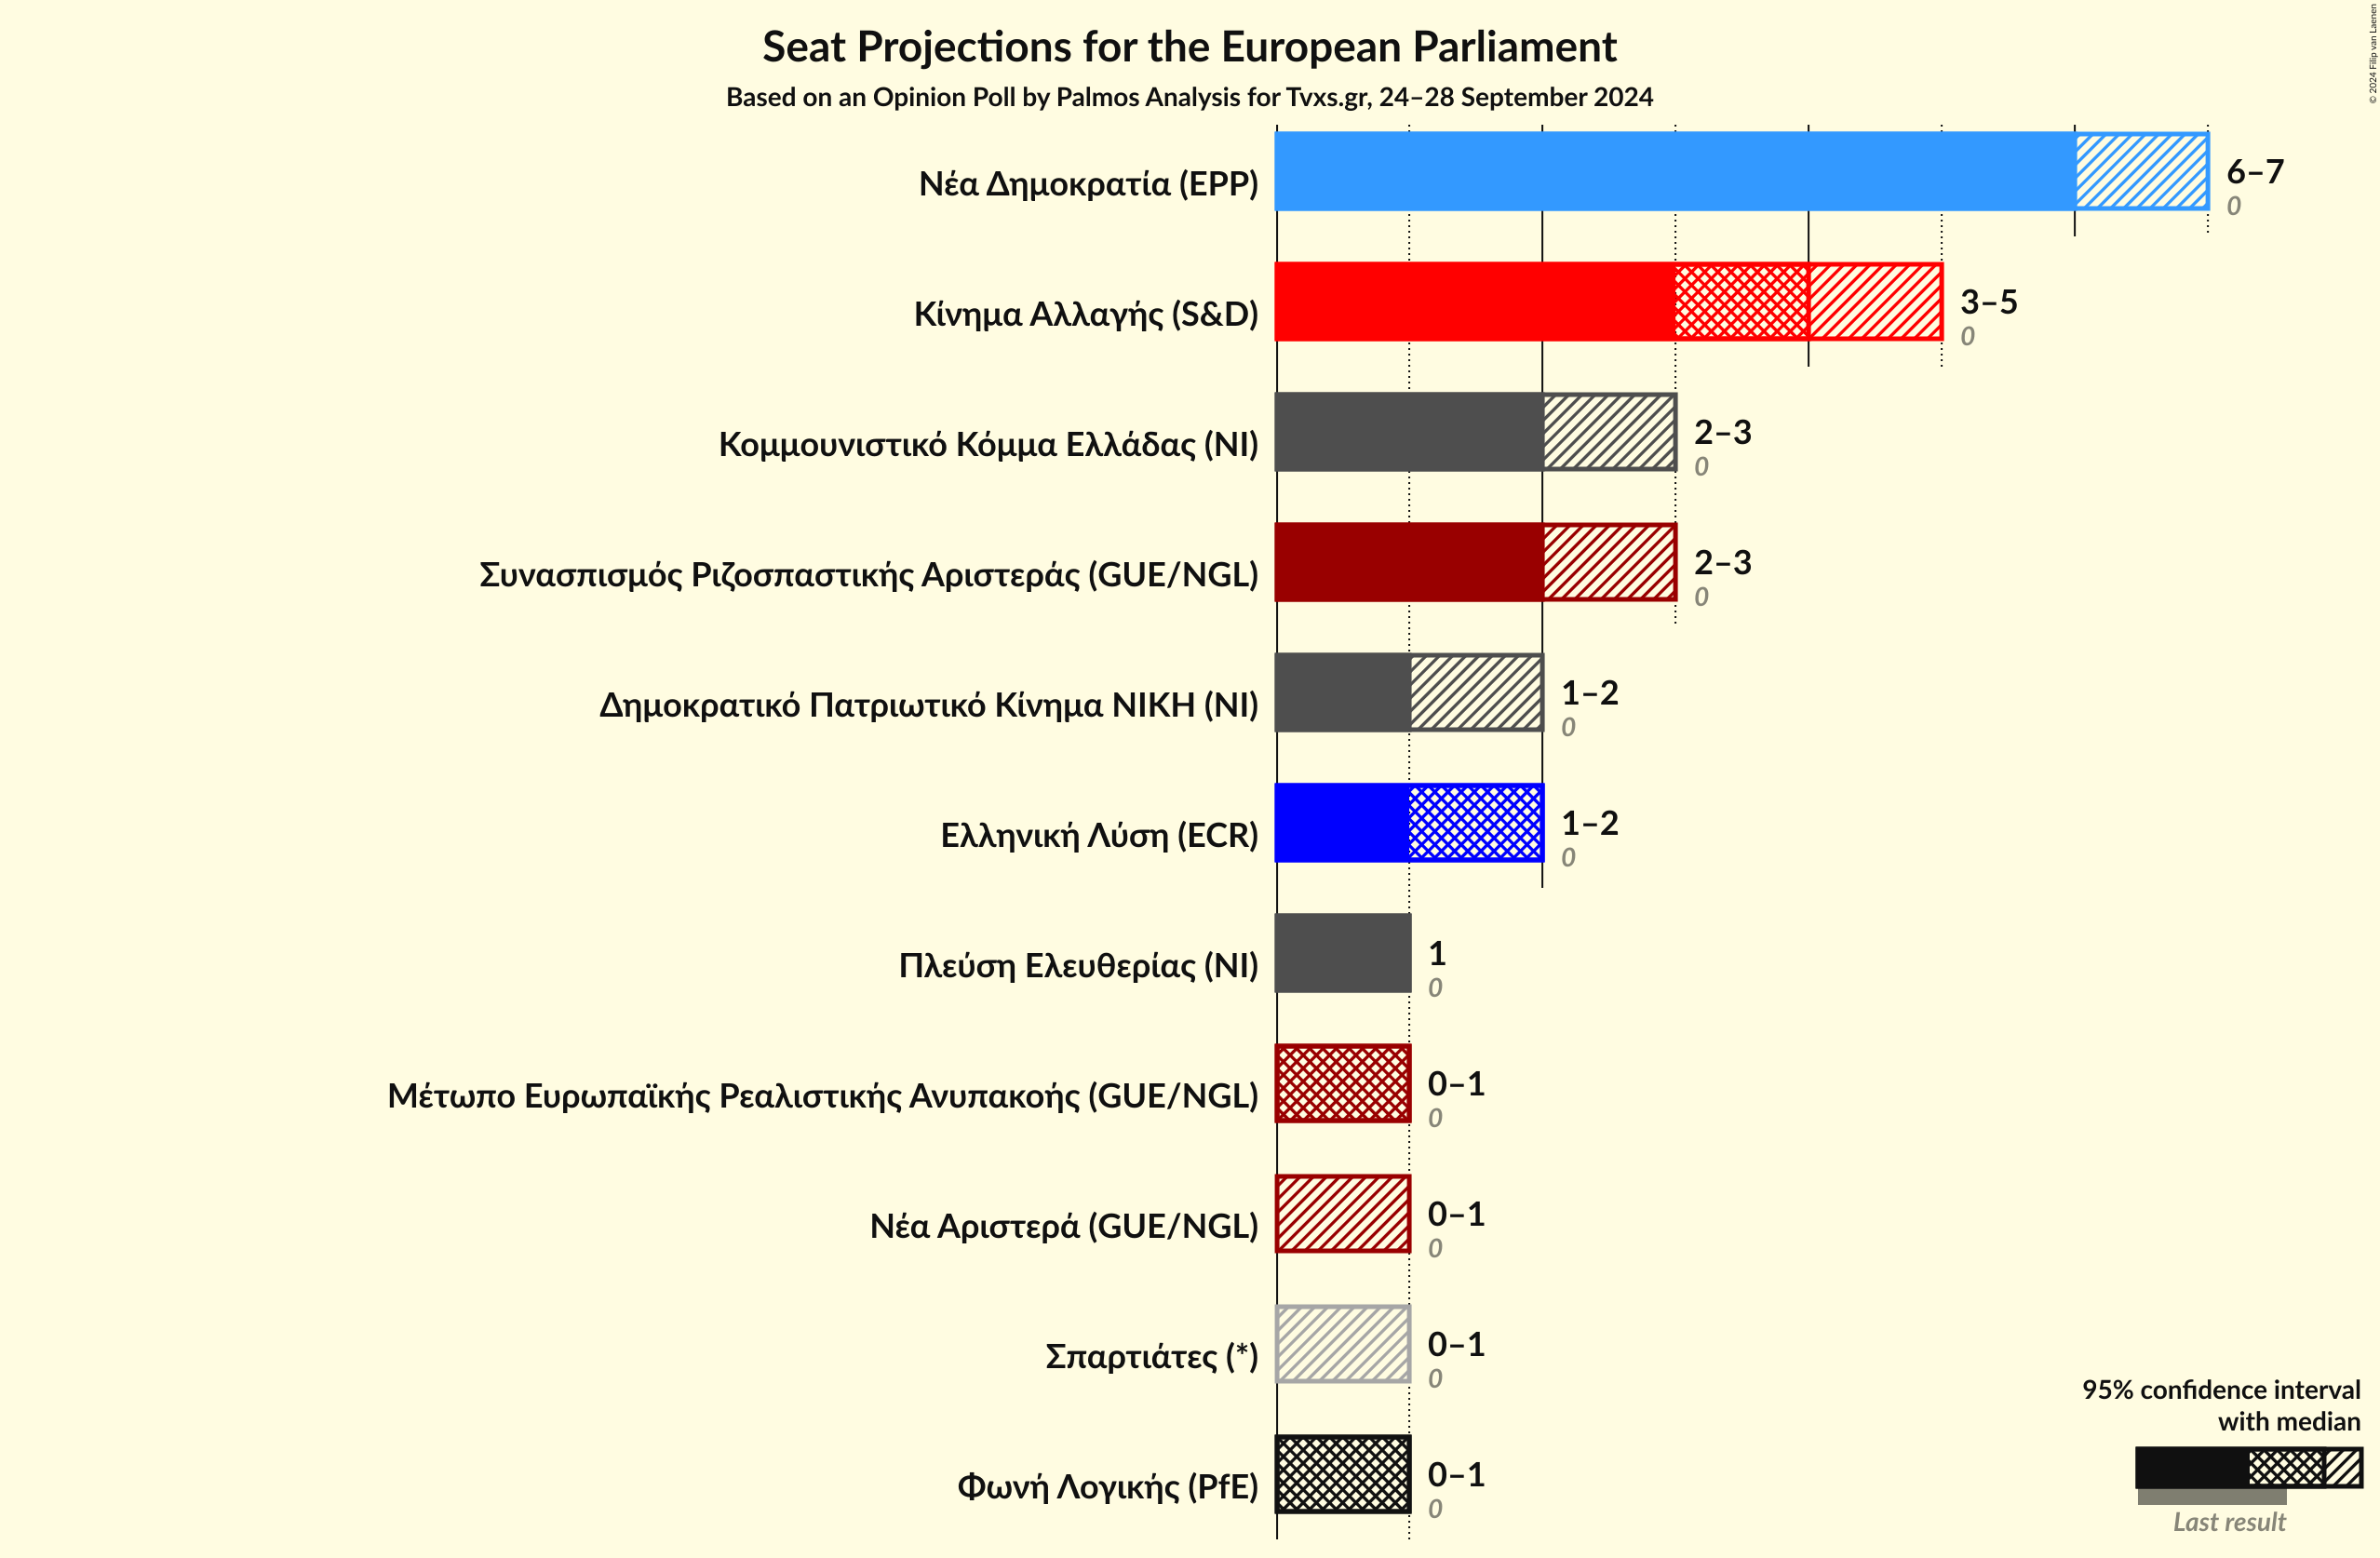 Seat Projections for the European Parliament
Based on an Opinion Poll by Palmos Analysis for Tvxs.gr, 24–28 September 2024
© 2024 Filip van Laenen
Νέα Δημοκρατία (EPP)
6–7
0
Κίνημα Αλλαγής (S&D)
3–5
0
Κομμουνιστικό Κόμμα Ελλάδας (NI)
2–3
0
Συνασπισμός Ριζοσπαστικής Αριστεράς (GUE/NGL)
2–3
0
Δημοκρατικό Πατριωτικό Κίνημα ΝΙΚΗ (NI)
1–2
0
Ελληνική Λύση (ECR)
1–2
0
Πλεύση Ελευθερίας (NI)
1
0
Μέτωπο Ευρωπαϊκής Ρεαλιστικής Ανυπακοής (GUE/NGL)
0–1
0
Νέα Αριστερά (GUE/NGL)
0–1
0
Σπαρτιάτες (*)
0–1
0
Φωνή Λογικής (PfE)
0–1
0
95% confidence interval
with median
Last result